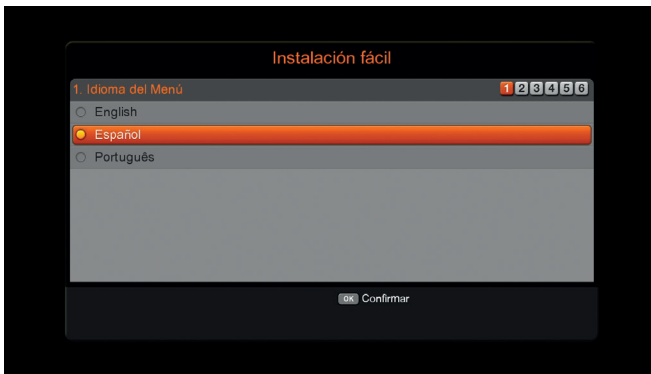 Instalación fácil
1. Idioma del Menú 1 2 3 4 5 6
English
Español
Português
OK Confirmar